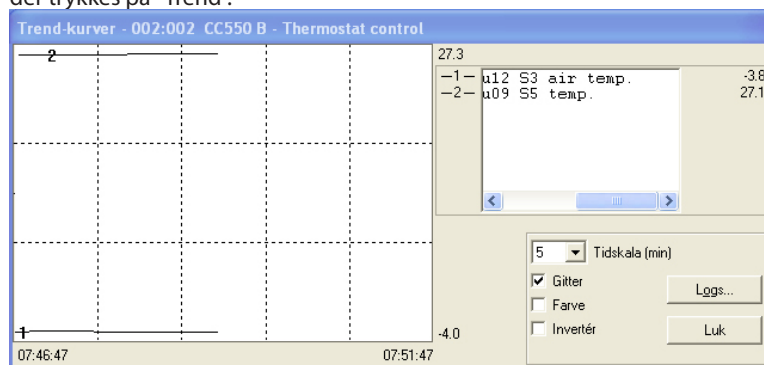 der trykkes på "Trend".
Trend-kurver - 002:002 CC550 B - Thermostat control
2
27.3
1 u12 S3 air temp. -3.8
2 u09 S5 temp. 27.1
5 Tidskala (min)
Gitter
Logs...
Farve
1
-4.0
Invertér
Luk
07:46:47 07:51:47